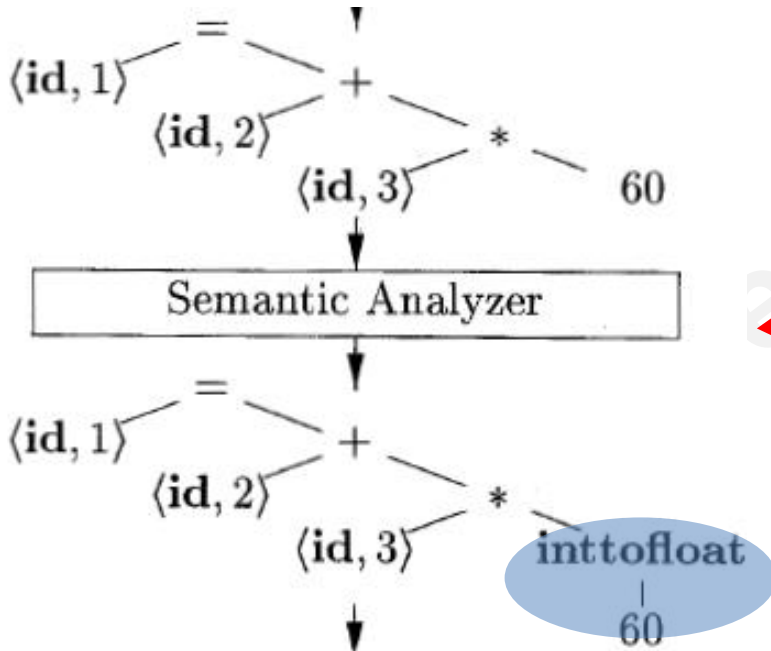 =
⟨id, 1⟩
+
⟨id, 2⟩
*
⟨id, 3⟩ 60
Semantic Analyzer
=
⟨id, 1⟩
+
⟨id, 2⟩
*
⟨id, 3⟩ inttofloat
60